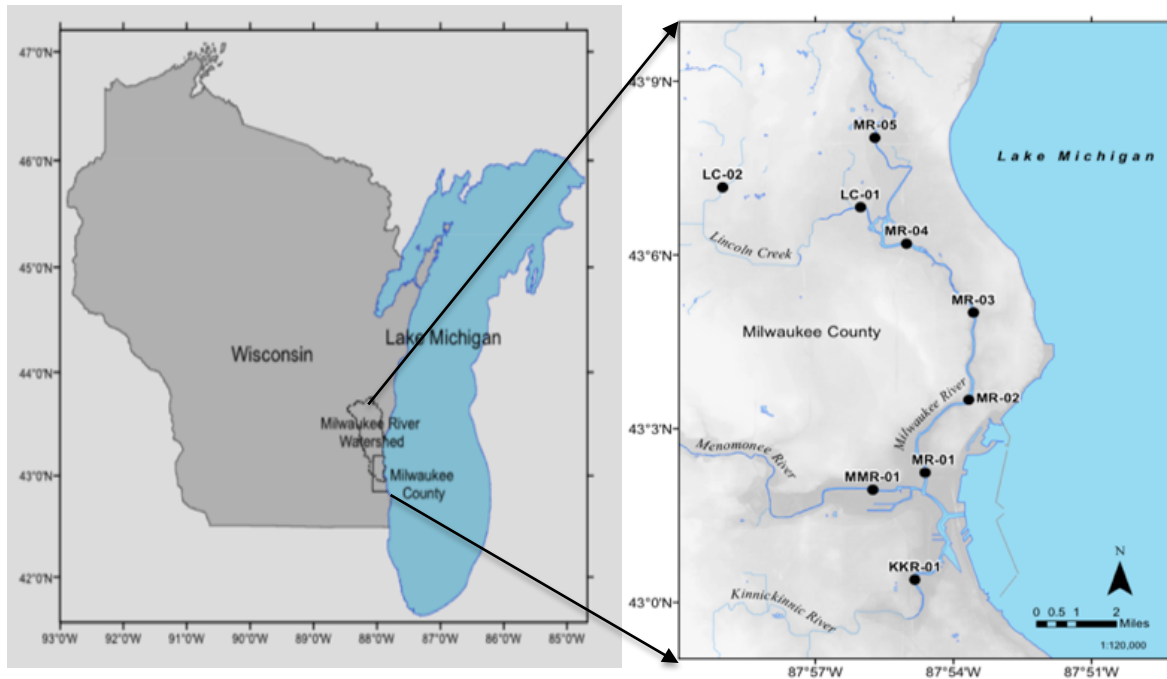 47°0'N
46°0'N
45°0'N
44°0'N
43°0'N
42°0'N
93°0'W
92°0'W
91°0'W
90°0'W
89°0'W
88°0'W
87°0'W
86°0'W
85°0'W
Wisconsin
Lake Michigan
Milwaukee River
Watershed
Milwaukee
County
43°9'N
43°6'N
43°3'N
43°0'N
87°57'W
87°54'W
87°51'W
MR-05
Lake Michigan
LC-02
LC-01
MR-04
Lincoln Creek
MR-03
Milwaukee County
MR-02
Milwaukee River
Menomonee River
MR-01
MMR-01
KKR-01
Kinnickinnic River
N
0 0.5 1 2
Miles
1:120,000